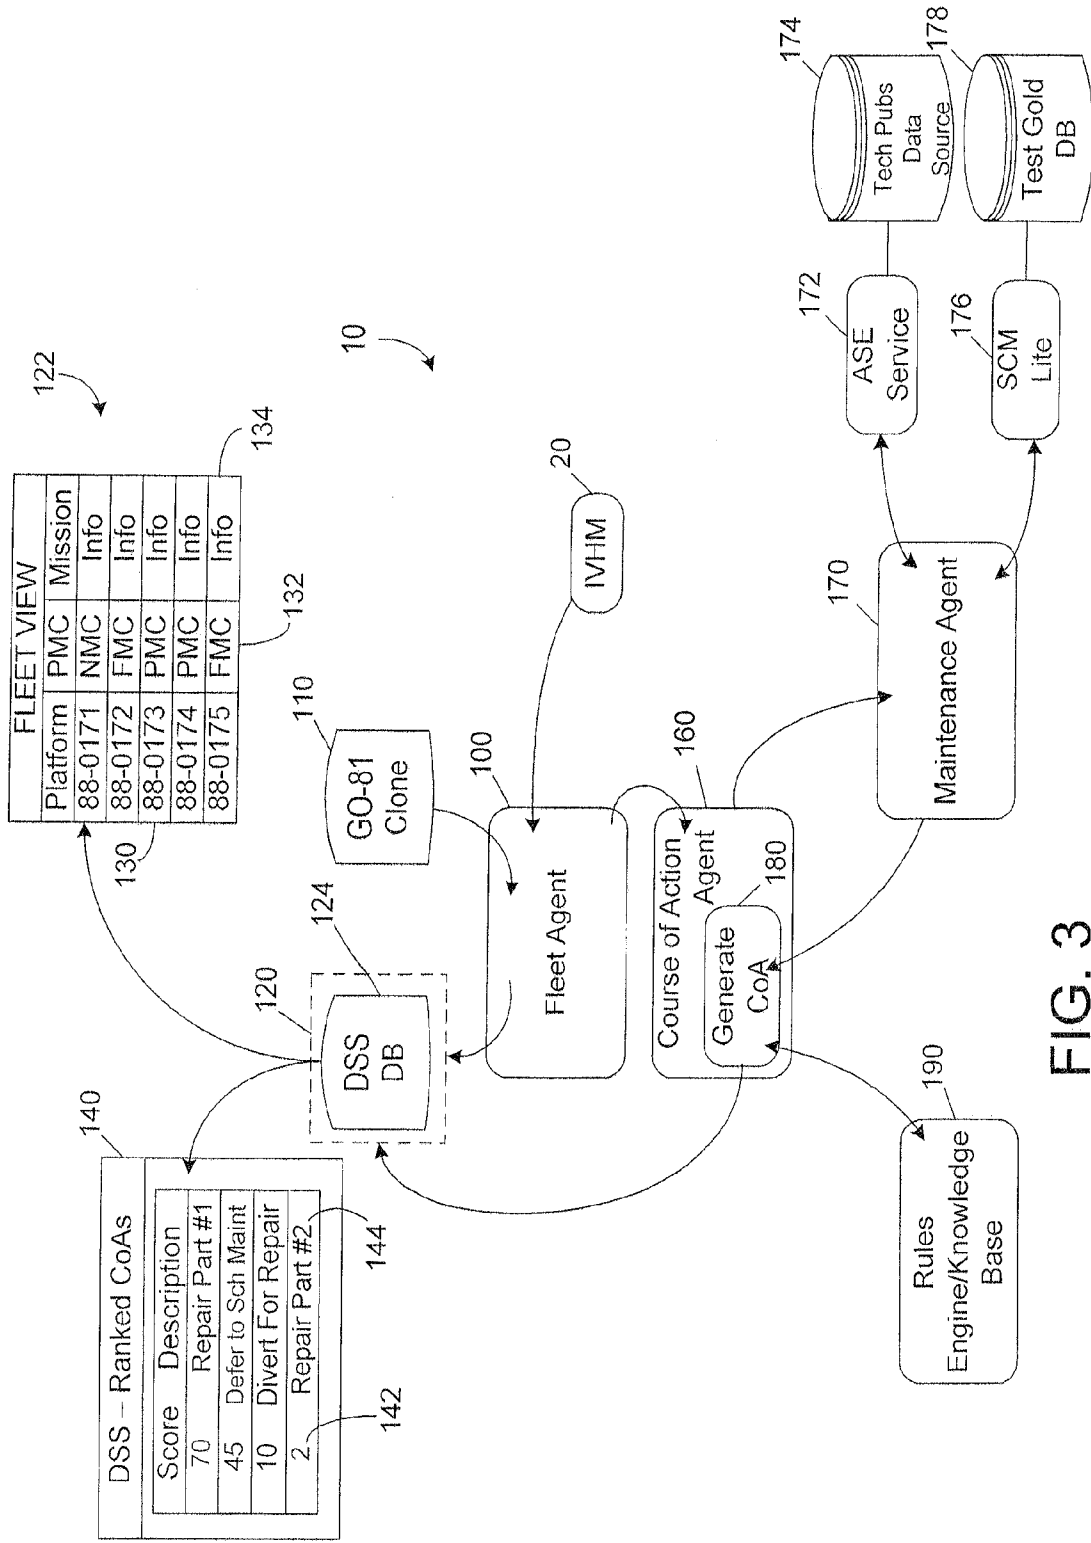 DSS – Ranked CoAs
140
Score Description
70 Repair Part #1
45 Defer to Sch Maint
10 Divert For Repair
2 Repair Part #2
142
144
FLEET VIEW
122
Platform PMC Mission
88-0171 NMC Info
88-0172 FMC Info
88-0173 PMC Info
88-0174 PMC Info
88-0175 FMC Info
130
132
134
120
124
DSS
DB
110
GO-81
Clone
10
100
Fleet Agent
20
IVHM
160
Course of Action
Agent
180
Generate
CoA
190
Rules
Engine/Knowledge
Base
170
Maintenance Agent
172
ASE
Service
174
Tech Pubs
Data
Source
176
SCM
Lite
178
Test Gold
DB
FIG. 3